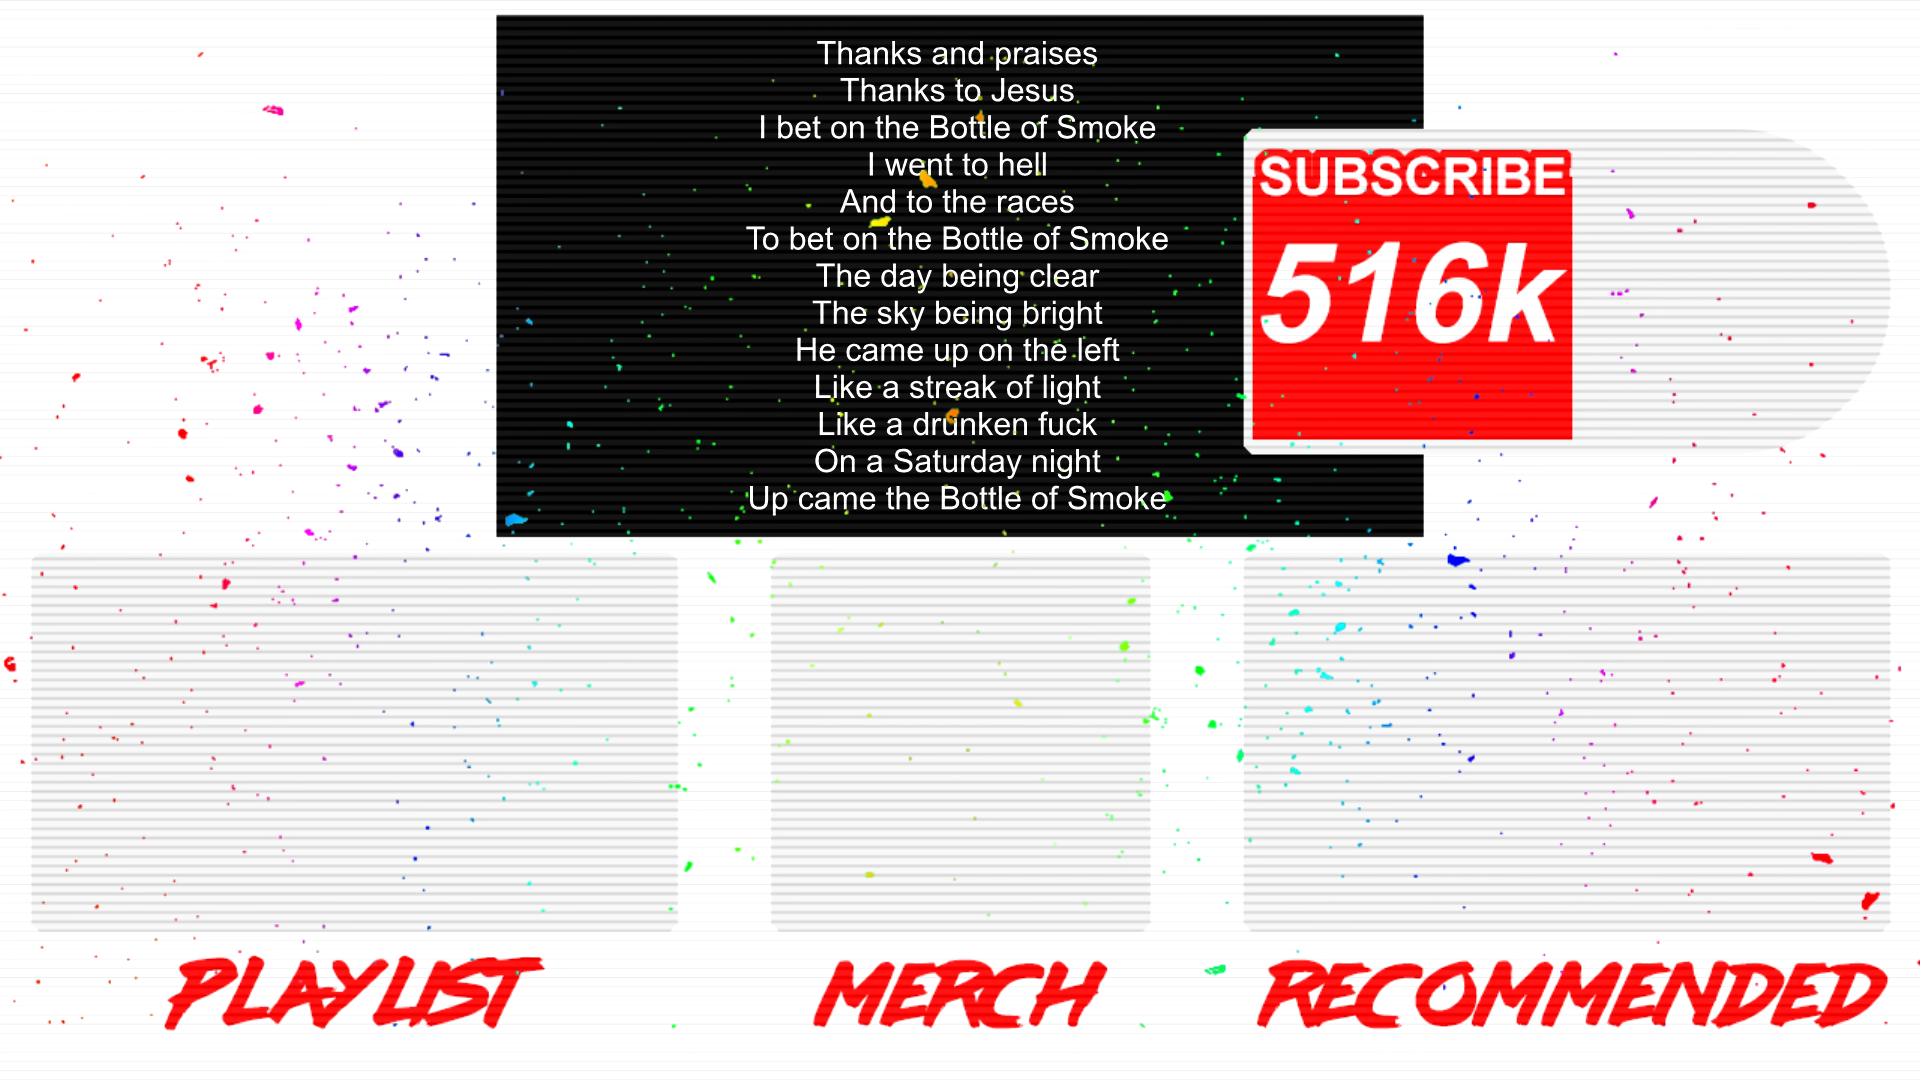 Thanks and praises
Thanks to Jesus
I bet on the Bottle of Smoke
I went to hell
And to the races
To bet on the Bottle of Smoke
The day being clear
The sky being bright
He came up on the left
Like a streak of light
Like a drunken fuck
On a Saturday night
Up came the Bottle of Smoke
SUBSCRIBE
516k
PLAYLIST
MERCH
RECOMMENDED